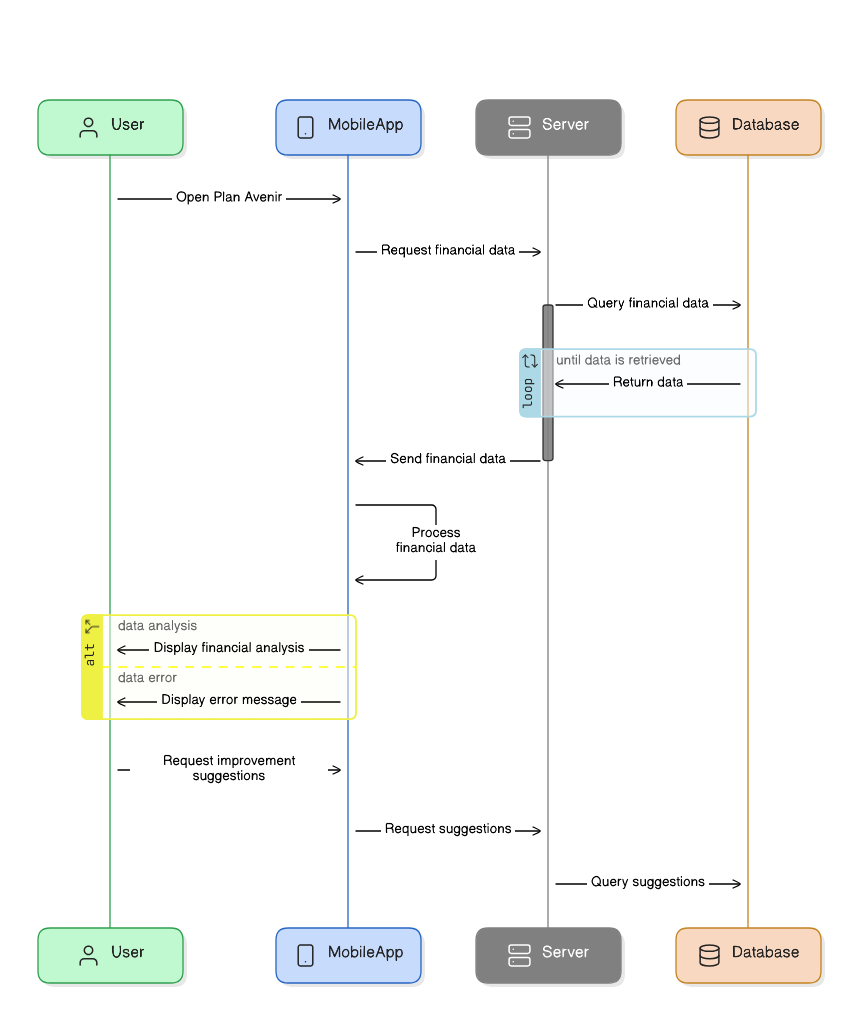 User
MobileApp
Server
Database
Open Plan Avenir
Request financial data
Query financial data
loop
until data is retrieved
Return data
Send financial data
Process
financial data
alt
data analysis
Display financial analysis
data error
Display error message
Request improvement
suggestions
Request suggestions
Query suggestions
User
MobileApp
Server
Database